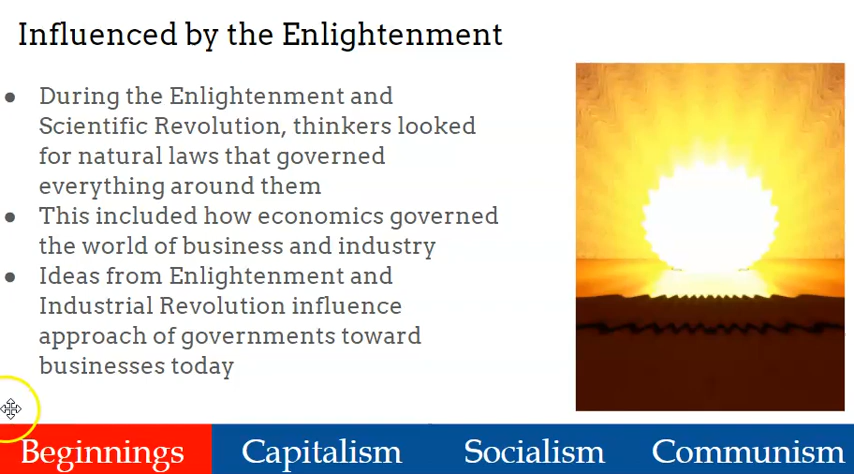 Influenced by the Enlightenment
● During the Enlightenment and
Scientific Revolution, thinkers looked
for natural laws that governed
everything around them
● This included how economics governed
the world of business and industry
● Ideas from Enlightenment and
Industrial Revolution influence
approach of governments toward
businesses today
Beginnings Capitalism Socialism Communism